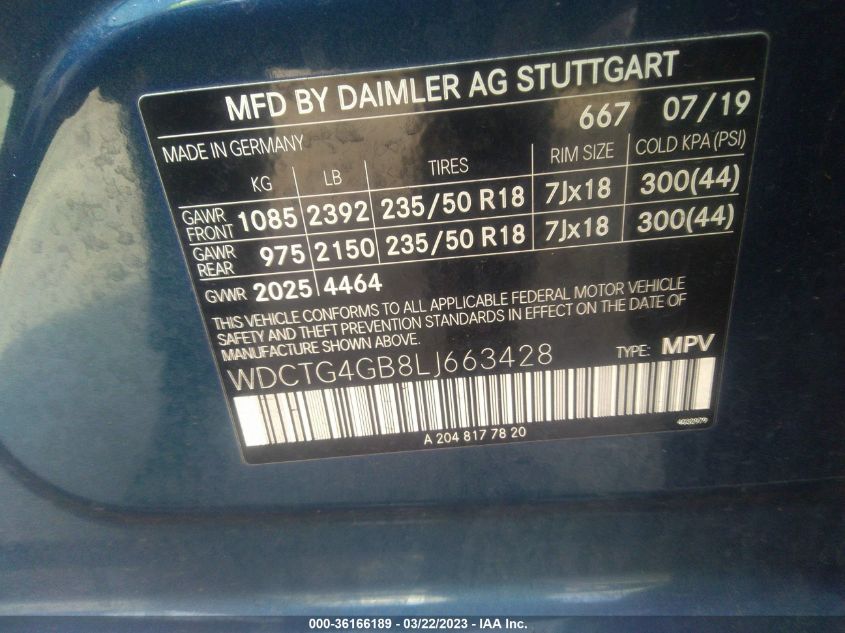 MFD BY DAIMLER AG STUTTGART
667 07/19
MADE IN GERMANY
KG LB TIRES RIM SIZE COLD KPA (PSI)
GAWR FRONT 1085 2392 235/50 R18 7Jx18 300(44)
GAWR REAR 975 2150 235/50 R18 7Jx18 300(44)
GVWR 2025 4464
THIS VEHICLE CONFORMS TO ALL APPLICABLE FEDERAL MOTOR VEHICLE
SAFETY AND THEFT PREVENTION STANDARDS IN EFFECT ON THE DATE OF
MANUFACTURE SHOWN ABOVE.
WDCTG4GB8LJ663428 TYPE: MPV
A 204 817 78 20
000-36166189 - 03/22/2023 - IAA Inc.